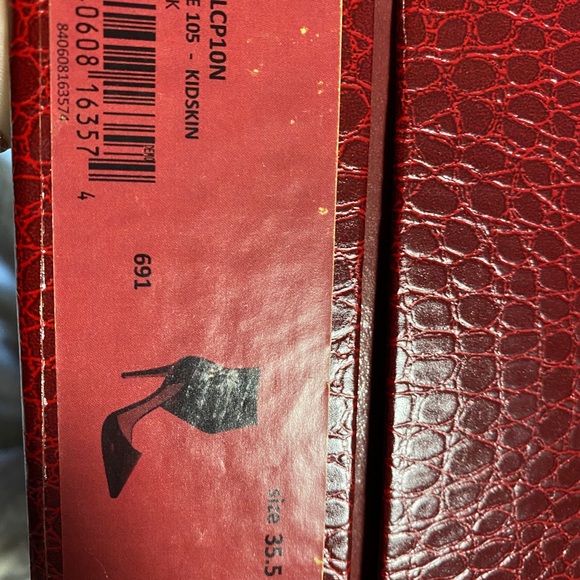 LCP10N
E 105 - KIDSKIN
K
0608 16357 4
840608163574
691
size 35.5